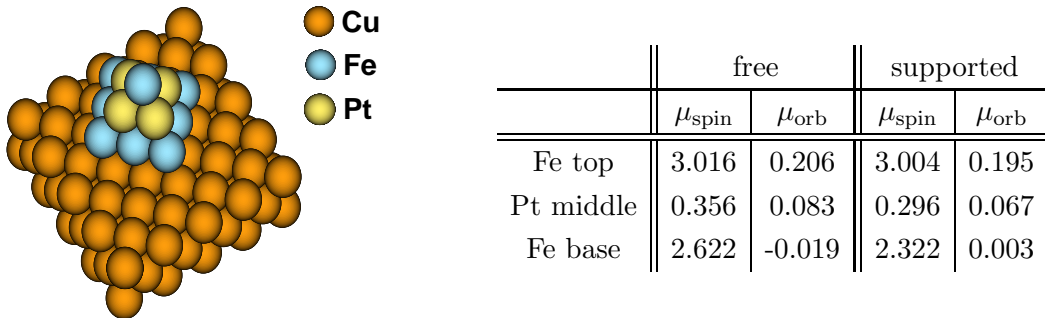 Cu
Fe
Pt
free supported
μspin μorb μspin μorb
Fe top 3.016 0.206 3.004 0.195
Pt middle 0.356 0.083 0.296 0.067
Fe base 2.622 -0.019 2.322 0.003